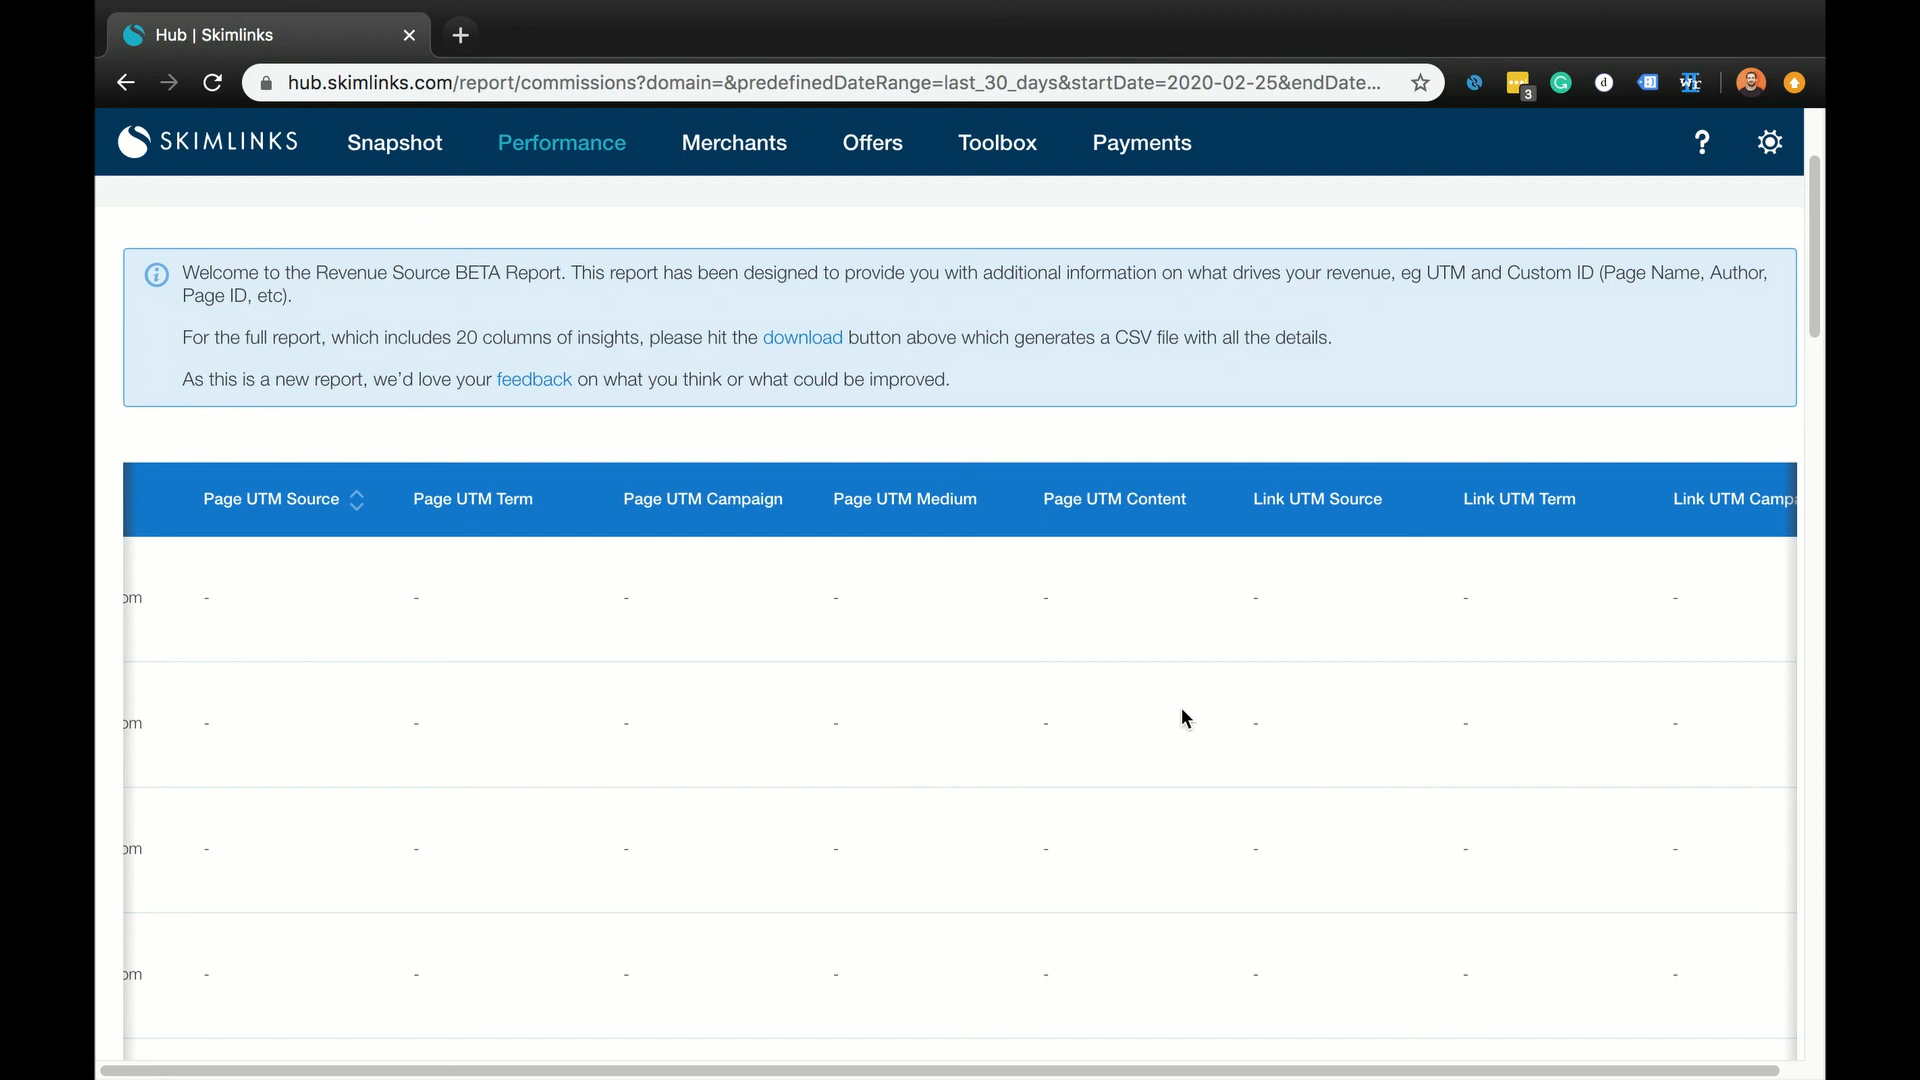 Hub | Skimlinks
hub.skimlinks.com/report/commissions?domain=&predefinedDateRange=last_30_days&startDate=2020-02-25&endDate...
3
SKIMLINKS Snapshot Performance Merchants Offers Toolbox Payments ?
Welcome to the Revenue Source BETA Report. This report has been designed to provide you with additional information on what drives your revenue, eg UTM and Custom ID (Page Name, Author,
Page ID, etc).
For the full report, which includes 20 columns of insights, please hit the download button above which generates a CSV file with all the details.
As this is a new report, we’d love your feedback on what you think or what could be improved.
Page UTM Source Page UTM Term Page UTM Campaign Page UTM Medium Page UTM Content Link UTM Source Link UTM Term Link UTM Campa
om - - - - - - - -
om - - - - - - - -
om - - - - - - - -
om - - - - - - - -